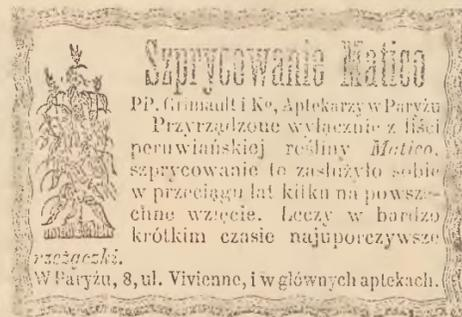 Szprycowanie Matico
PP. Grimault i Ko, Aptekarzy w Paryżu
Przyrządzone wyłącznie z liści
peruwiańskiej rośliny Matico,
szprycowanie to zasłużyło sobie
w przeciągu lat kilku na powsze-
chne wzięcie. Leczy w bardzo
krótkim czasie najuporczywsze
rzeżączki.
W Paryżu, 8, ul. Vivienne, i w głównych aptekach.